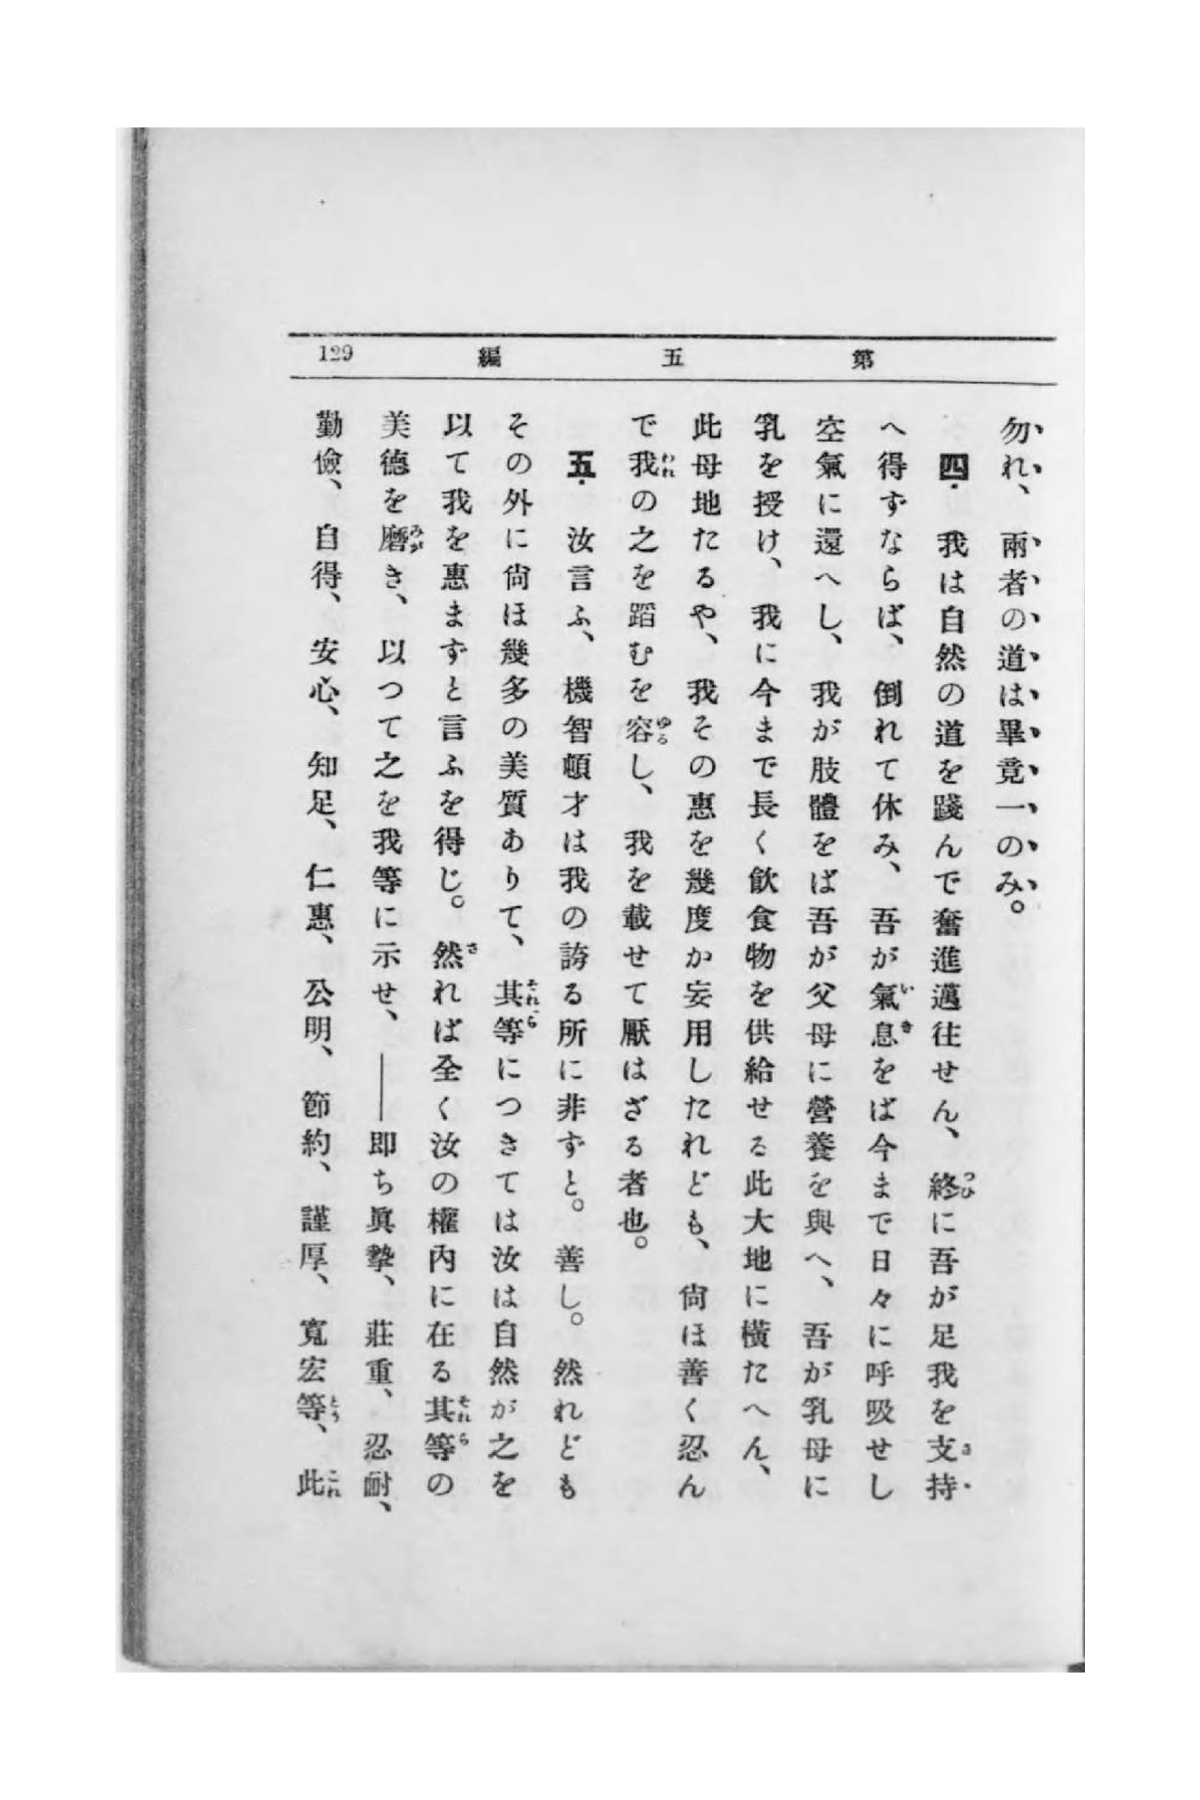 第五編
129
勿れ、兩者の道は畢竟一のみ。
四・我は自然の道を踐んで奮進邁往せん、終に吾が足我を支持
へ得ずならば、倒れて休み、吾が氣息をば今まで日々に呼吸せし
空氣に還へし、我が肢體をば吾が父母に營養を與へ、吾が乳母に
乳を授け、我に今まで長く飮食物を供給せる此大地に橫たへん、
此母地たるや、我その惠を幾度か妄用したれども、尙ほ善く忍ん
で我の之を蹈むを容し、我を載せて厭はざる者也。
五・汝言ふ、機智頓才は我の誇る所に非ずと。善し。然れども
その外に尙ほ幾多の美質ありて、其等につきては汝は自然が之を
以て我を惠まずと言ふを得じ。然れば全く汝の權內に在る其等の
美德を磨き、以つて之を我等に示せ、――卽ち眞摯、莊重、忍耐、
勤儉、自得、安心、知足、仁惠、公明、節約、謹厚、寬宏等、此